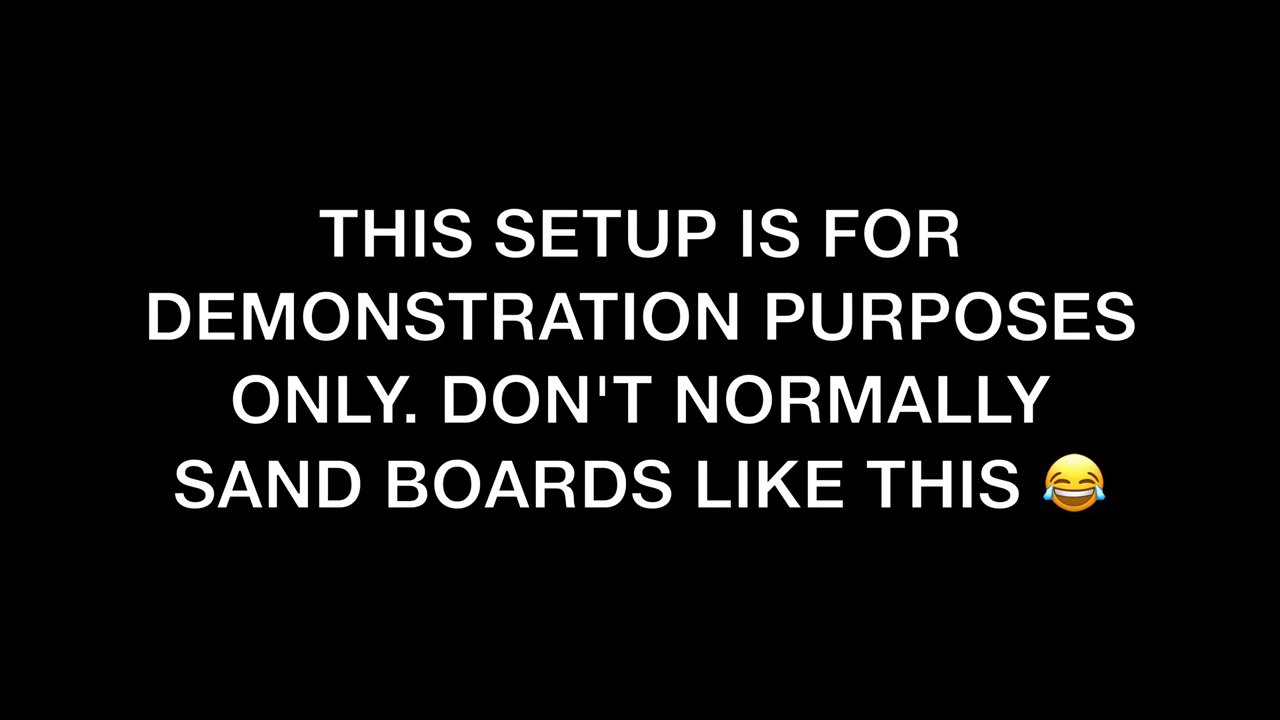 THIS SETUP IS FOR
DEMONSTRATION PURPOSES
ONLY. DON'T NORMALLY
SAND BOARDS LIKE THIS 😂